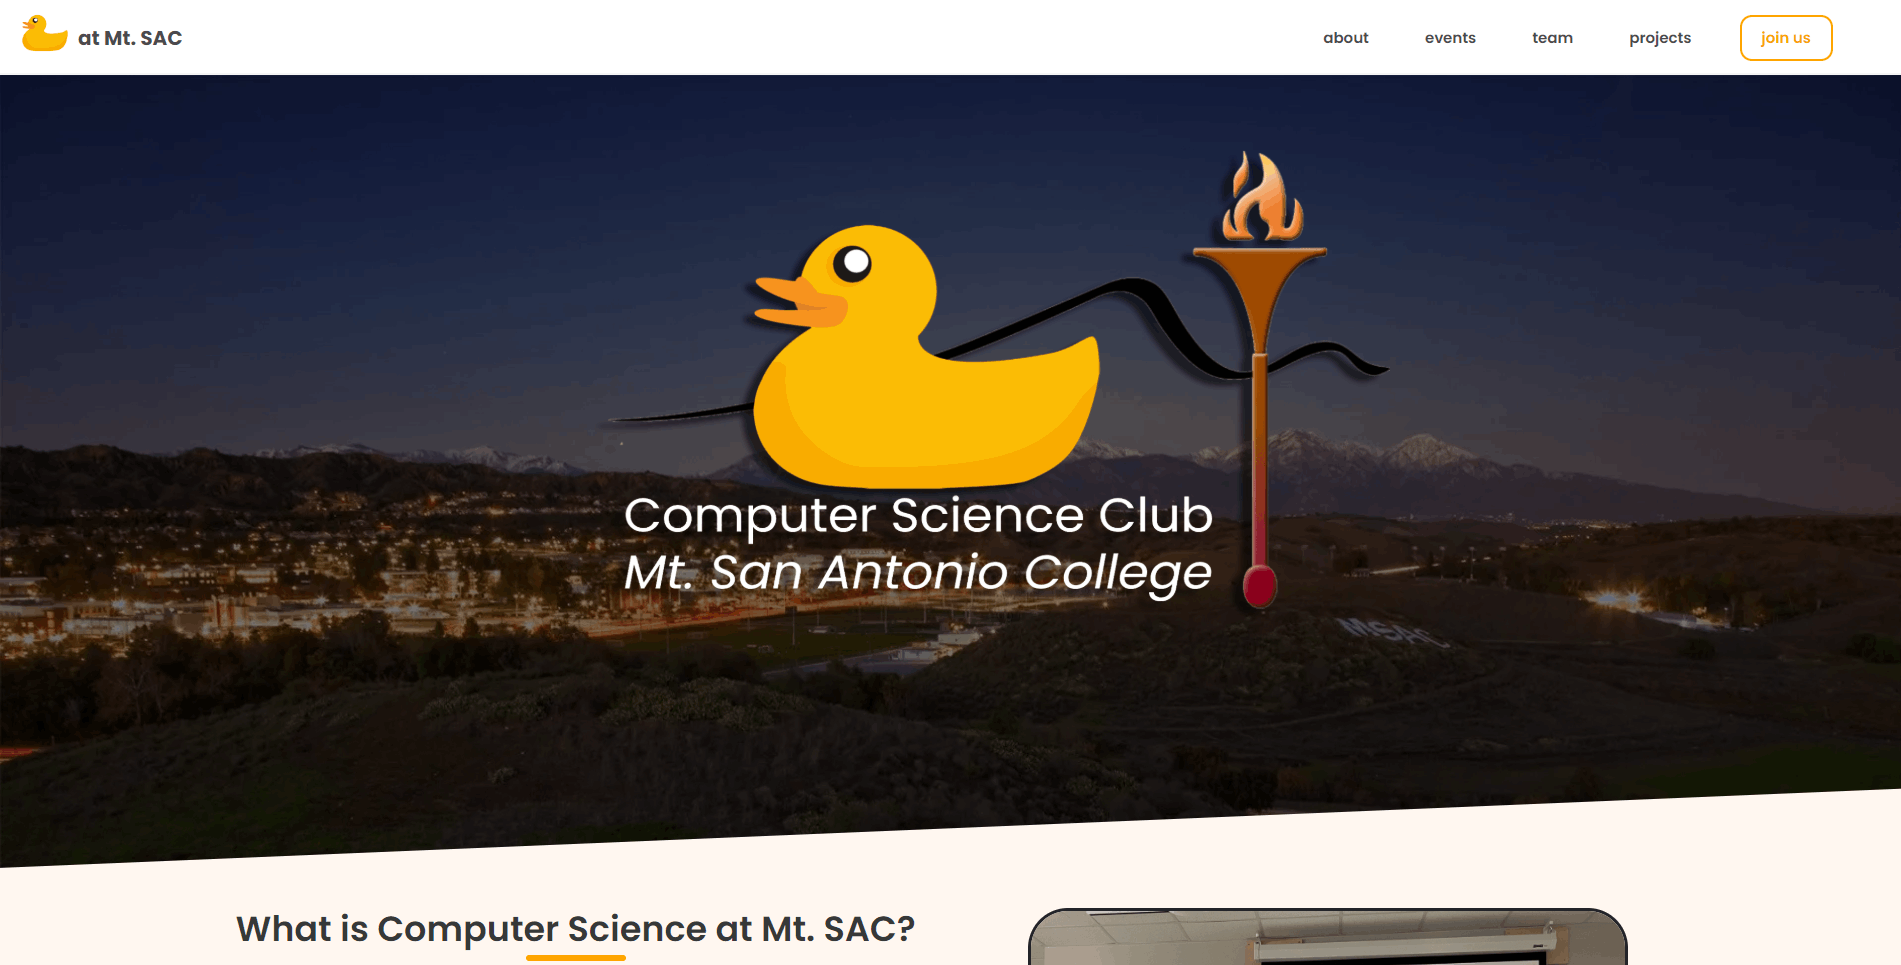 at Mt. SAC
about
events
team
projects
join us
Computer Science Club
Mt. San Antonio College
MSAC
What is Computer Science at Mt. SAC?